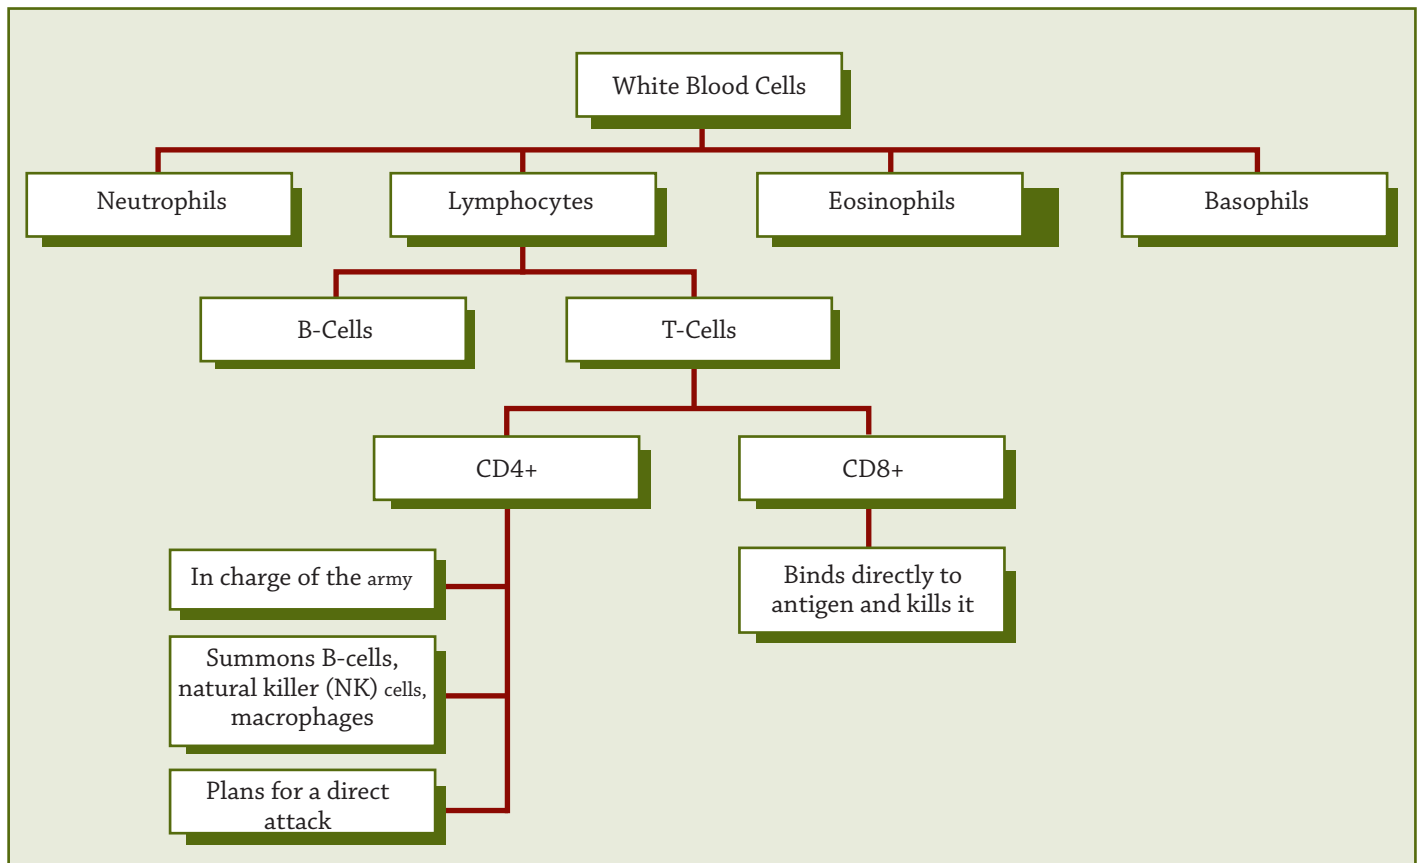 White Blood Cells
Neutrophils
Lymphocytes
Eosinophils
Basophils
B-Cells
T-Cells
CD4+
CD8+
In charge of the army
Binds directly to
antigen and kills it
Summons B-cells,
natural killer (NK) cells,
macrophages
Plans for a direct
attack